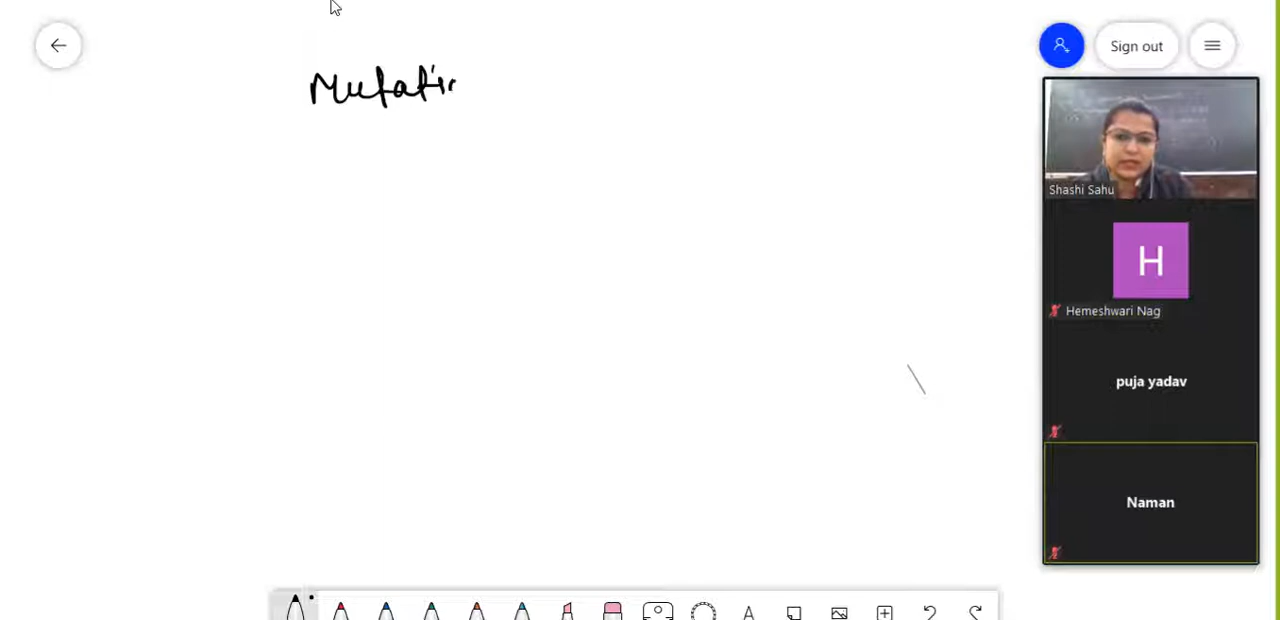 Mutati
Sign out
Shashi Sahu
H
Hemeshwari Nag
puja yadav
Naman
A